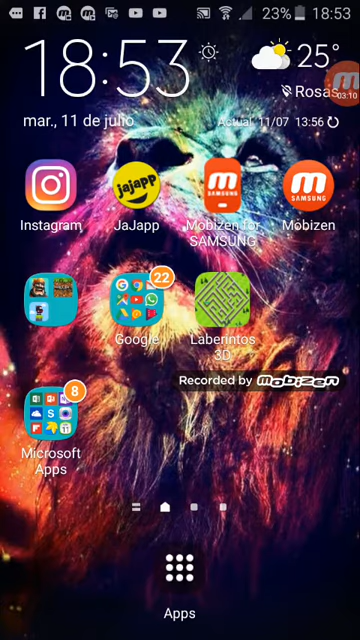 23% 18:53
18:53
25°
Rosas
03:10
mar., 11 de julio
Actual. 11/07 13:56
jajapp
SAMSUNG
SAMSUNG
Instagram
JaJapp
Mobizen for
SAMSUNG
Mobizen
22
Google
Laberintos
3D
Recorded by mobizen
8
Microsoft
Apps
Apps